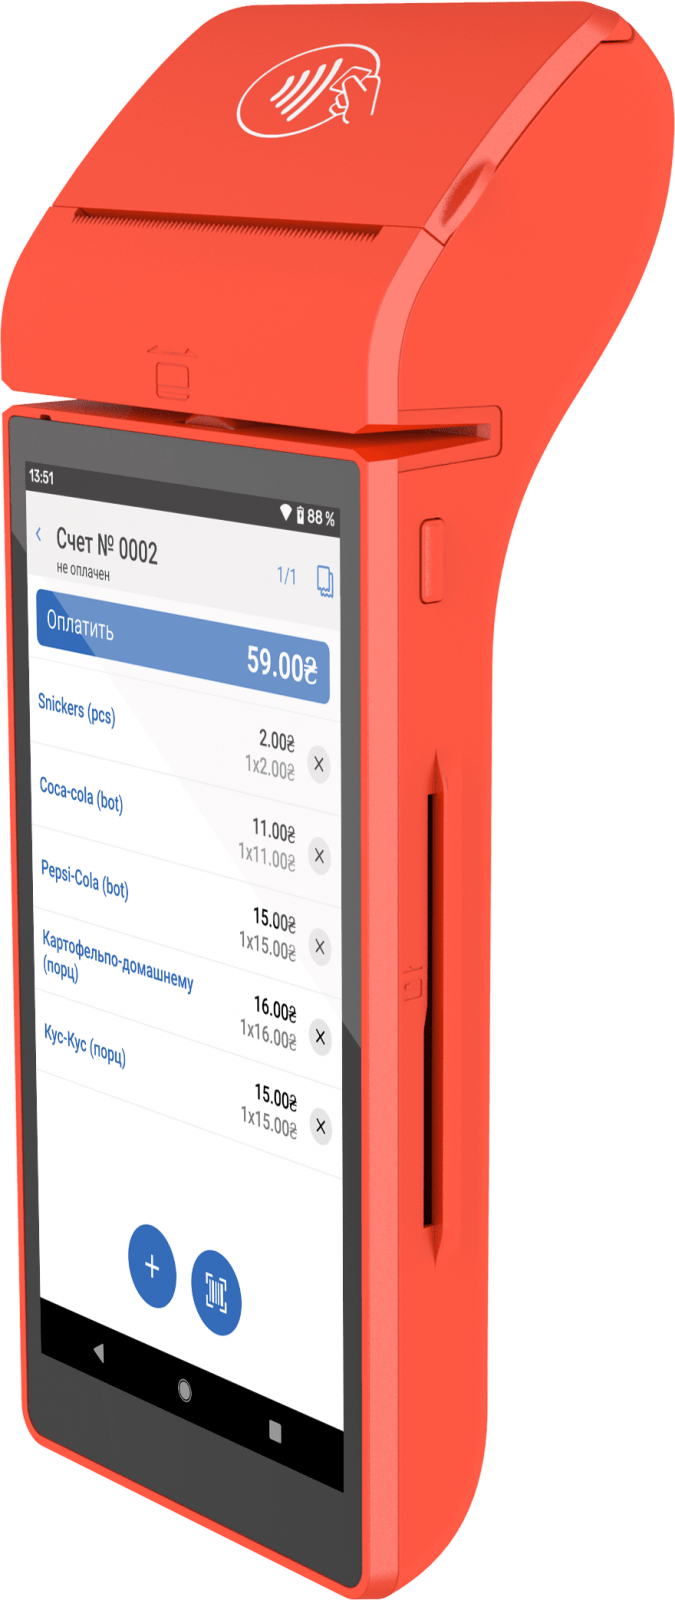 13:51
88 %
Счет № 0002
не оплачен
1/1
Оплатить
59.00₴
Snickers (pcs)
2.00₴
1x2.00₴
Coca-cola (bot)
11.00₴
1x11.00₴
Pepsi-Cola (bot)
15.00₴
1x15.00₴
Картофельпо-домашнему
(порц)
16.00₴
1x16.00₴
Кус-Кус (порц)
15.00₴
1x15.00₴